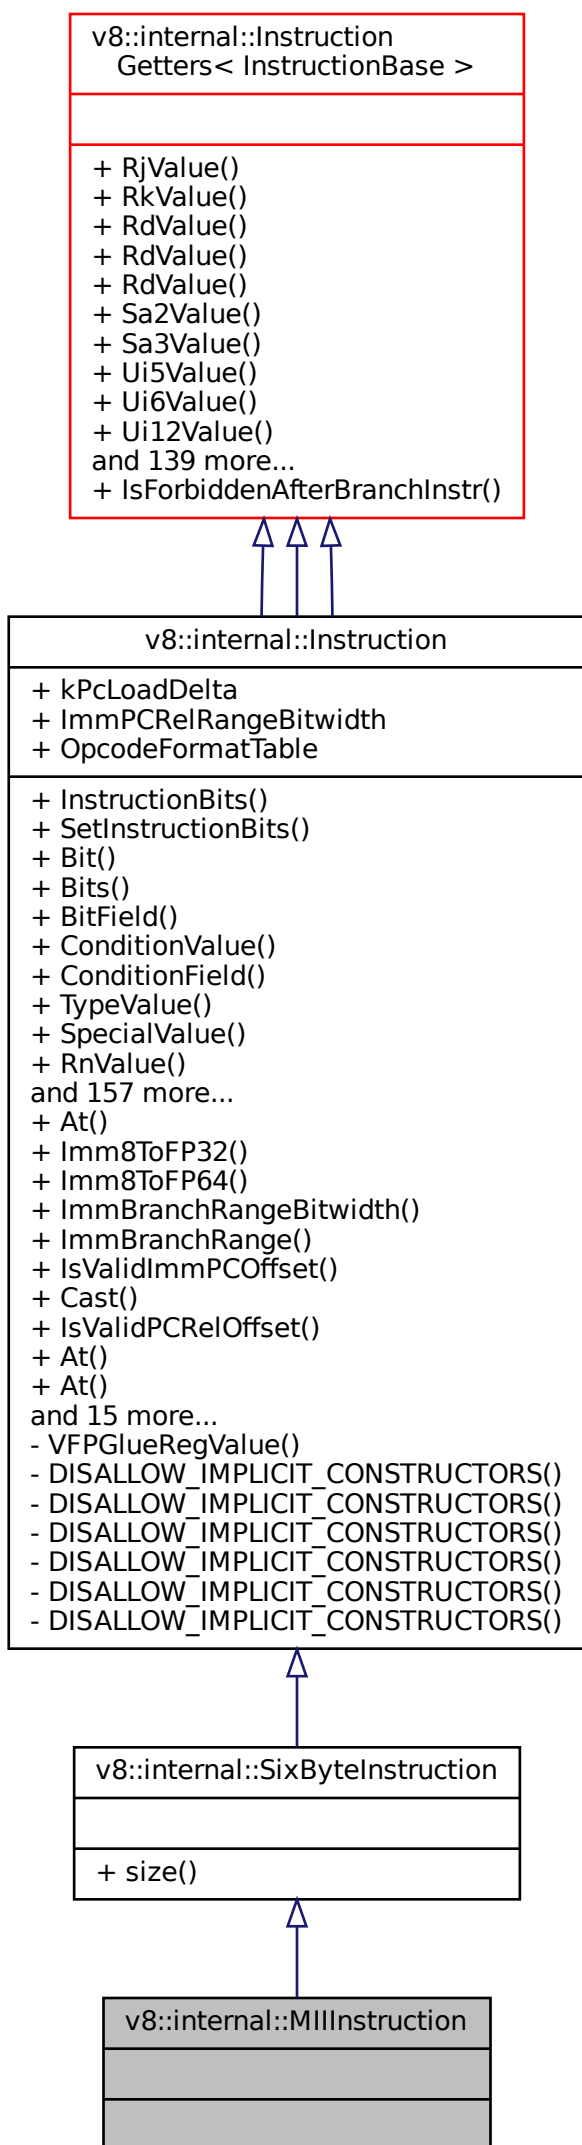 v8::internal::Instruction
Getters< InstructionBase >
+ RjValue()
+ RkValue()
+ RdValue()
+ RdValue()
+ RdValue()
+ Sa2Value()
+ Sa3Value()
+ Ui5Value()
+ Ui6Value()
+ Ui12Value()
and 139 more...
+ IsForbiddenAfterBranchInstr()
v8::internal::Instruction
+ kPcLoadDelta
+ ImmPCRelRangeBitwidth
+ OpcodeFormatTable
+ InstructionBits()
+ SetInstructionBits()
+ Bit()
+ Bits()
+ BitField()
+ ConditionValue()
+ ConditionField()
+ TypeValue()
+ SpecialValue()
+ RnValue()
and 157 more...
+ At()
+ Imm8ToFP32()
+ Imm8ToFP64()
+ ImmBranchRangeBitwidth()
+ ImmBranchRange()
+ IsValidImmPCOffset()
+ Cast()
+ IsValidPCRelOffset()
+ At()
+ At()
and 15 more...
- VFPGlueRegValue()
- DISALLOW_IMPLICIT_CONSTRUCTORS()
- DISALLOW_IMPLICIT_CONSTRUCTORS()
- DISALLOW_IMPLICIT_CONSTRUCTORS()
- DISALLOW_IMPLICIT_CONSTRUCTORS()
- DISALLOW_IMPLICIT_CONSTRUCTORS()
- DISALLOW_IMPLICIT_CONSTRUCTORS()
v8::internal::SixByteInstruction
+ size()
v8::internal::MIIInstruction